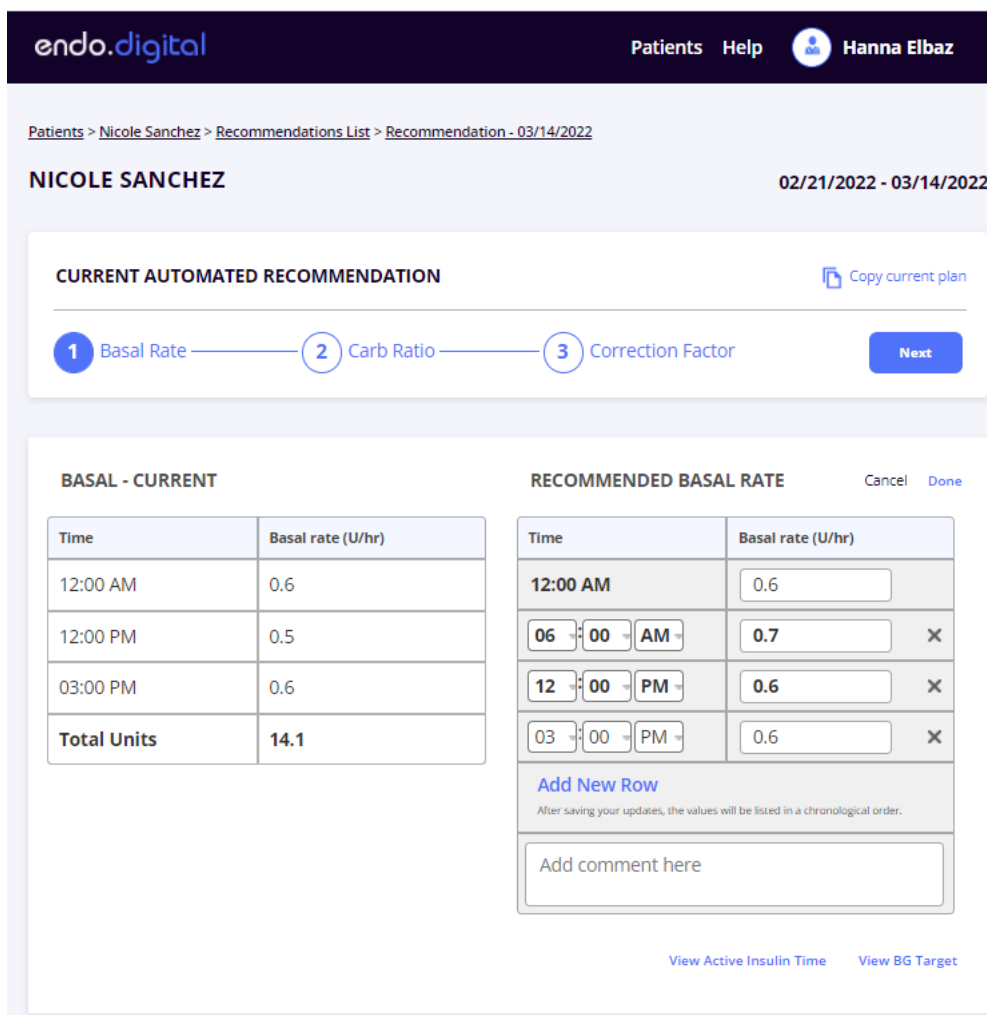 endo.digital Patients Help Hanna Elbaz
Patients > Nicole Sanchez > Recommendations List > Recommendation - 03/14/2022
NICOLE SANCHEZ 02/21/2022 - 03/14/2022
CURRENT AUTOMATED RECOMMENDATION Copy current plan
1 Basal Rate 2 Carb Ratio 3 Correction Factor Next
BASAL - CURRENT
Time Basal rate (U/hr)
12:00 AM 0.6
12:00 PM 0.5
03:00 PM 0.6
Total Units 14.1
RECOMMENDED BASAL RATE Cancel Done
Time Basal rate (U/hr)
12:00 AM 0.6
06 : 00 AM 0.7
12 : 00 PM 0.6
03 : 00 PM 0.6
Add New Row
After saving your updates, the values will be listed in a chronological order.
Add comment here
View Active Insulin Time View BG Target